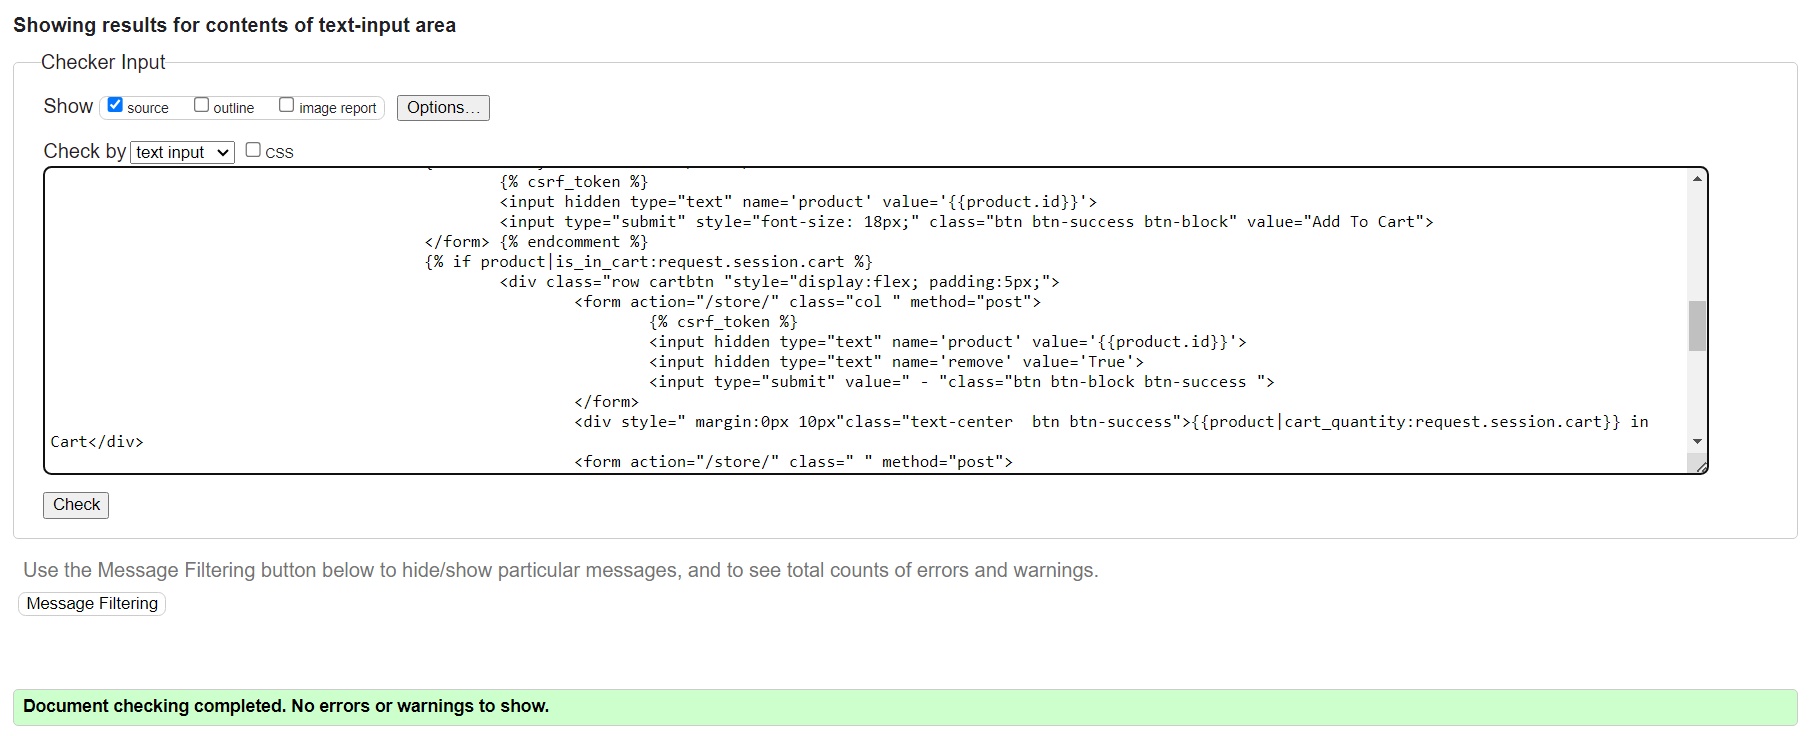 Showing results for contents of text-input area
Checker Input
Show source outline image report Options...
Check by text input CSS
{% csrf_token %}
<input hidden type="text" name='product' value='{{product.id}}'>
<input type="submit" style="font-size: 18px;" class="btn btn-success btn-block" value="Add To Cart">
</form> {% endcomment %}
{% if product|is_in_cart:request.session.cart %}
<div class="row cartbtn "style="display:flex; padding:5px;">
<form action="/store/" class="col " method="post">
{% csrf_token %}
<input hidden type="text" name='product' value='{{product.id}}'>
<input hidden type="text" name='remove' value='True'>
<input type="submit" value=" - "class="btn btn-block btn-success ">
</form>
<div style=" margin:0px 10px"class="text-center  btn btn-success">{{product|cart_quantity:request.session.cart}} in
Cart</div>
<form action="/store/" class=" " method="post">
Check
Use the Message Filtering button below to hide/show particular messages, and to see total counts of errors and warnings.
Message Filtering
Document checking completed. No errors or warnings to show.